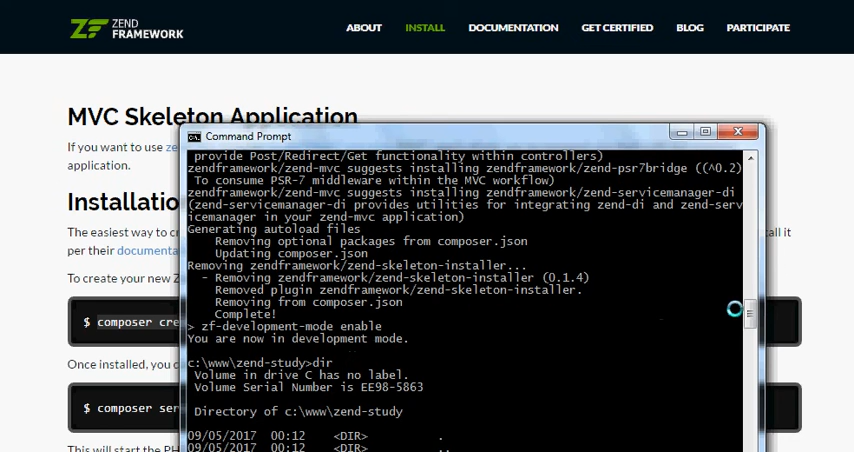 ZEND
FRAMEWORK
ABOUT INSTALL DOCUMENTATION GET CERTIFIED BLOG PARTICIPATE
MVC Skeleton Application
If you want to use
application.
Installatio
The easiest way to cr
all it
per their documenta
To create your new Z
$ composer cre
Once installed, you c
$ composer ser
This will start the PH
Command Prompt
provide Post/Redirect/Get functionality within controllers)
zendframework/zend-mvc suggests installing zendframework/zend-psr7bridge ((^0.2)
To consume PSR-7 middleware within the MVC workflow)
zendframework/zend-mvc suggests installing zendframework/zend-servicemanager-di
(zend-servicemanager-di provides utilities for integrating zend-di and zend-serv
icemanager in your zend-mvc application)
Generating autoload files
Removing optional packages from composer.json
Updating composer.json
Removing zendframework/zend-skeleton-installer...
- Removing zendframework/zend-skeleton-installer (0.1.4)
Removed plugin zendframework/zend-skeleton-installer.
Removing from composer.json
Complete!
> zf-development-mode enable
You are now in development mode.
c:\www\zend-study>dir
Volume in drive C has no label.
Volume Serial Number is EE98-5863
Directory of c:\www\zend-study
09/05/2017 00:12 <DIR> .
09/05/2017 00:12 <DIR> ..